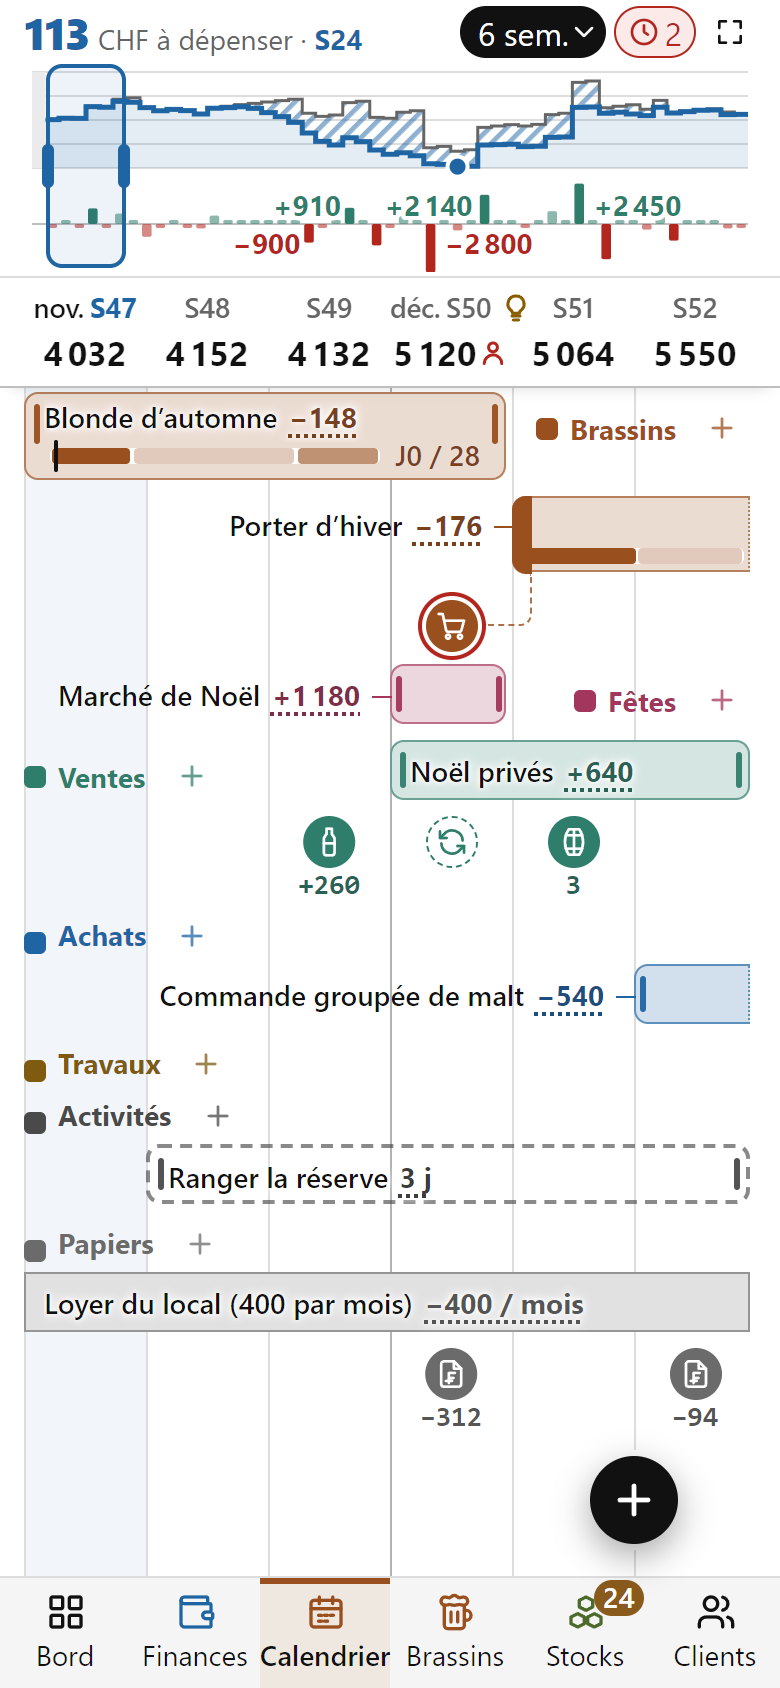 113 CHF à dépenser · S24
6 sem.
2
+910
+2 140
+2 450
−900
−2 800
nov. S47
S48
S49
déc. S50
S51
S52
4 032
4 152
4 132
5 120
5 064
5 550
Blonde d’automne −148
J0 / 28
Brassins +
Porter d’hiver −176
Marché de Noël +1 180
Fêtes +
Ventes +
Noël privés +640
+260
3
Achats +
Commande groupée de malt −540
Travaux +
Activités +
Ranger la réserve 3 j
Papiers +
Loyer du local (400 par mois) −400 / mois
−312
−94
+
24
Bord
Finances
Calendrier
Brassins
Stocks
Clients